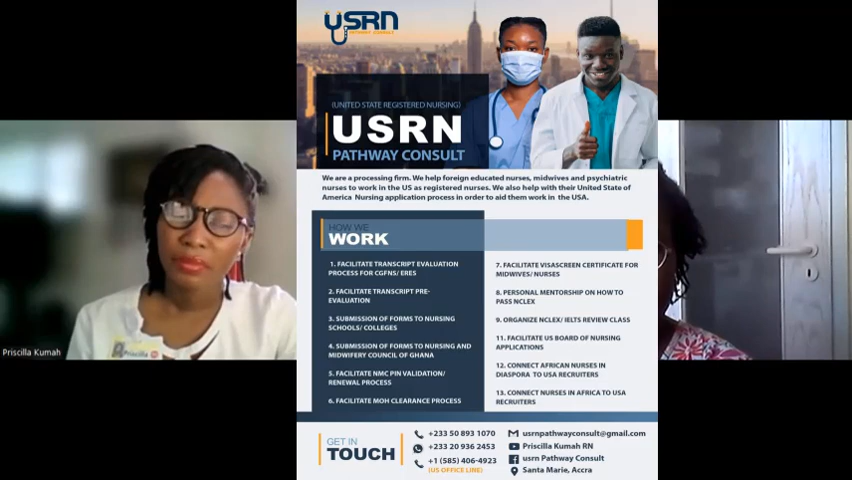 USRN
PATHWAY CONSULT
(UNITED STATE REGISTERED NURSING)
USRN
PATHWAY CONSULT
We are a processing firm. We help foreign educated nurses, midwives and psychiatric
nurses to work in the US as registered nurses. We also help with their United State of
America Nursing application process in order to aid them work in the USA.
HOW WE
WORK
1. FACILITATE TRANSCRIPT EVALUATION
PROCESS FOR CGFNS/ ERES
2. FACILITATE TRANSCRIPT PRE-
EVALUATION
3. SUBMISSION OF FORMS TO NURSING
SCHOOLS/ COLLEGES
4. SUBMISSION OF FORMS TO NURSING AND
MIDWIFERY COUNCIL OF GHANA
5. FACILITATE NMC PIN VALIDATION/
RENEWAL PROCESS
6. FACILITATE MOH CLEARANCE PROCESS
7. FACILITATE VISASCREEN CERTIFICATE FOR
MIDWIVES/ NURSES
8. PERSONAL MENTORSHIP ON HOW TO
PASS NCLEX
9. ORGANIZE NCLEX/ IELTS REVIEW CLASS
11. FACILITATE US BOARD OF NURSING
APPLICATIONS
12. CONNECT AFRICAN NURSES IN
DIASPORA TO USA RECRUITERS
13. CONNECT NURSES IN AFRICA TO USA
RECRUITERS
Priscilla Kumah
GET IN
TOUCH
+233 50 893 1070
+233 20 936 2453
+1 (585) 406-4923
(US OFFICE LINE)
usrnpathwayconsult@gmail.com
Priscilla Kumah RN
usrn Pathway Consult
Santa Marie, Accra